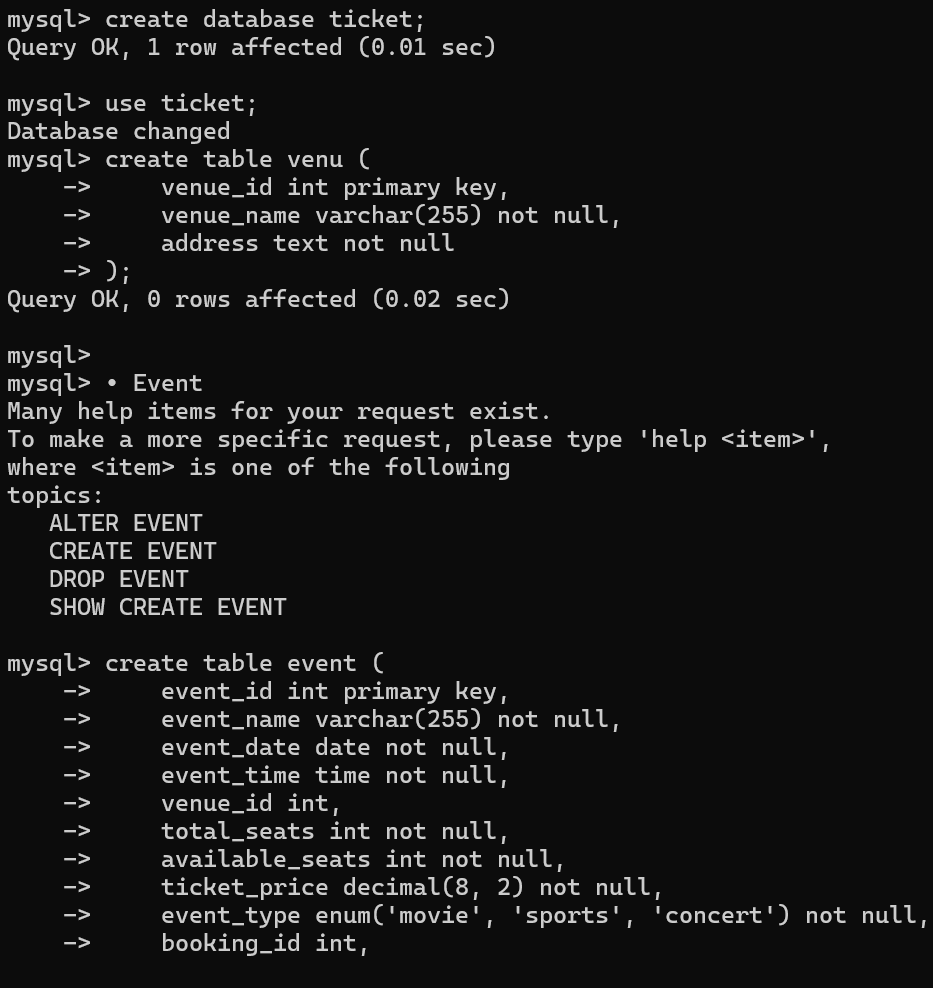 mysql> create database ticket;
Query OK, 1 row affected (0.01 sec)
mysql> use ticket;
Database changed
mysql> create table venu (
    ->     venue_id int primary key,
    ->     venue_name varchar(255) not null,
    ->     address text not null
    -> );
Query OK, 0 rows affected (0.02 sec)
mysql>
mysql> • Event
Many help items for your request exist.
To make a more specific request, please type 'help <item>',
where <item> is one of the following
topics:
   ALTER EVENT
   CREATE EVENT
   DROP EVENT
   SHOW CREATE EVENT
mysql> create table event (
    ->     event_id int primary key,
    ->     event_name varchar(255) not null,
    ->     event_date date not null,
    ->     event_time time not null,
    ->     venue_id int,
    ->     total_seats int not null,
    ->     available_seats int not null,
    ->     ticket_price decimal(8, 2) not null,
    ->     event_type enum('movie', 'sports', 'concert') not null,
    ->     booking_id int,